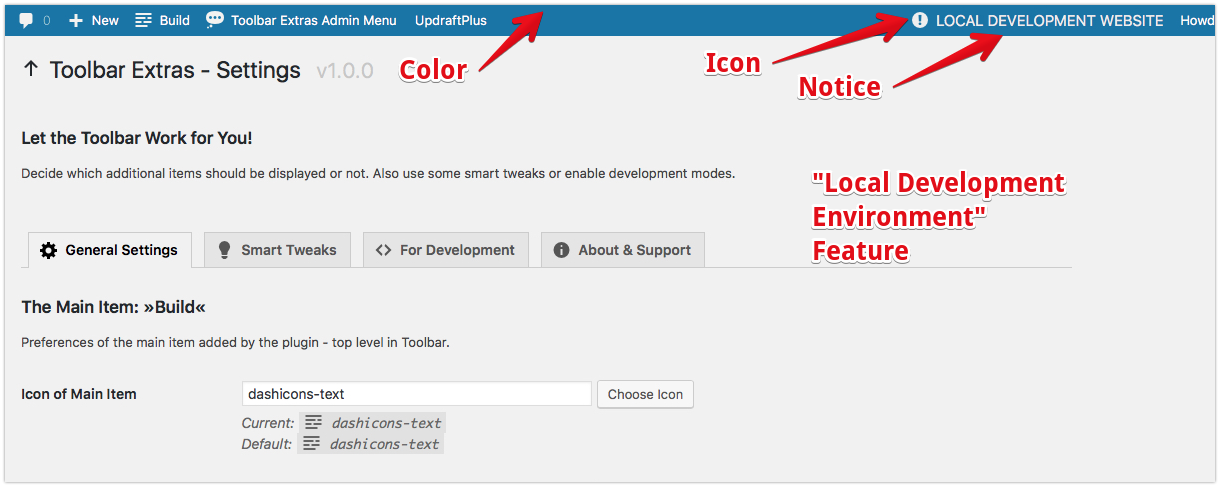 0 New Build Toolbar Extras Admin Menu UpdraftPlus LOCAL DEVELOPMENT WEBSITE Howd
Toolbar Extras - Settings v1.0.0
Color
Icon
Notice
Let the Toolbar Work for You!
Decide which additional items should be displayed or not. Also use some smart tweaks or enable development modes.
"Local Development
Environment"
Feature
General Settings Smart Tweaks For Development About & Support
The Main Item: »Build«
Preferences of the main item added by the plugin - top level in Toolbar.
Icon of Main Item dashicons-text Choose Icon
Current: dashicons-text
Default: dashicons-text